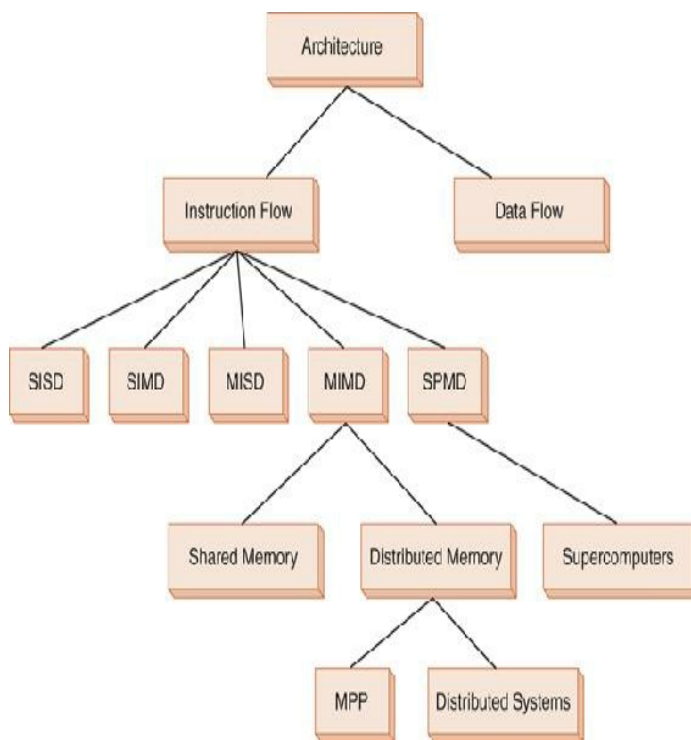 Architecture
Instruction Flow
Data Flow
SISD
SIMD
MISD
MIMD
SPMD
Shared Memory
Distributed Memory
Supercomputers
MPP
Distributed Systems